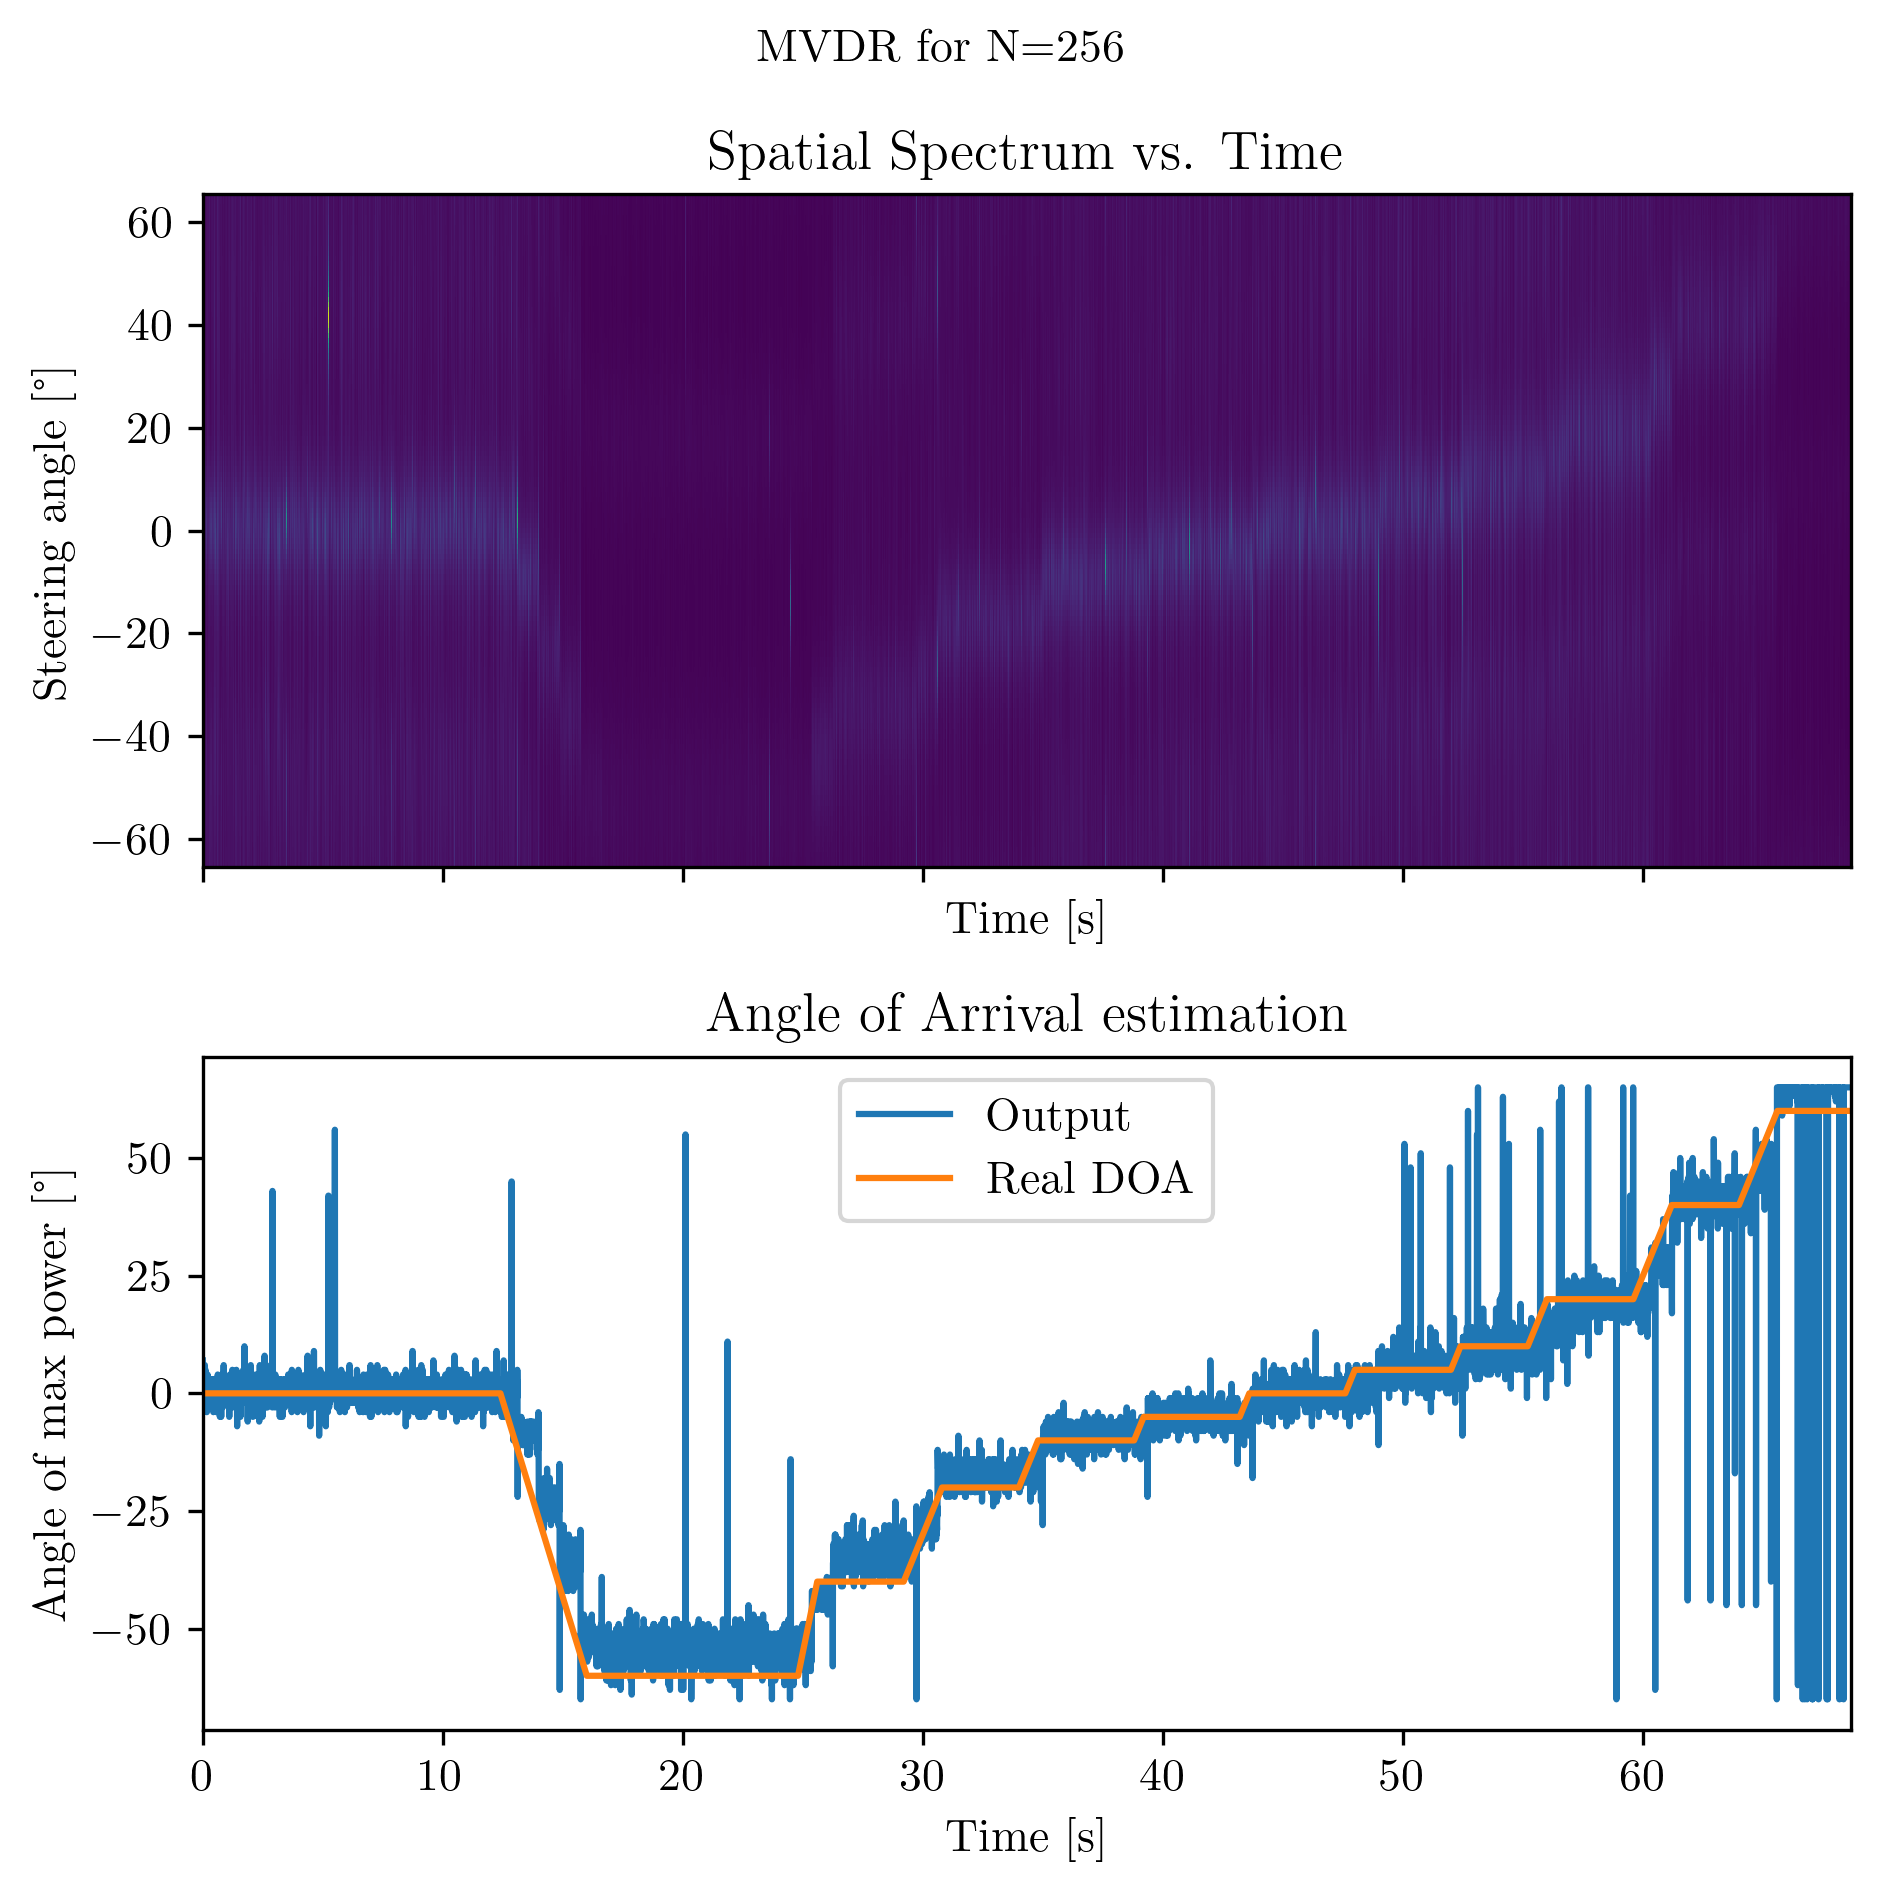 MVDR for N=256
Spatial Spectrum vs. Time
60
40
20
0
−20
−40
−60
Steering angle [°]
Time [s]
Angle of Arrival estimation
Output
Real DOA
50
25
0
−25
−50
Angle of max power [°]
0 10 20 30 40 50 60
Time [s]